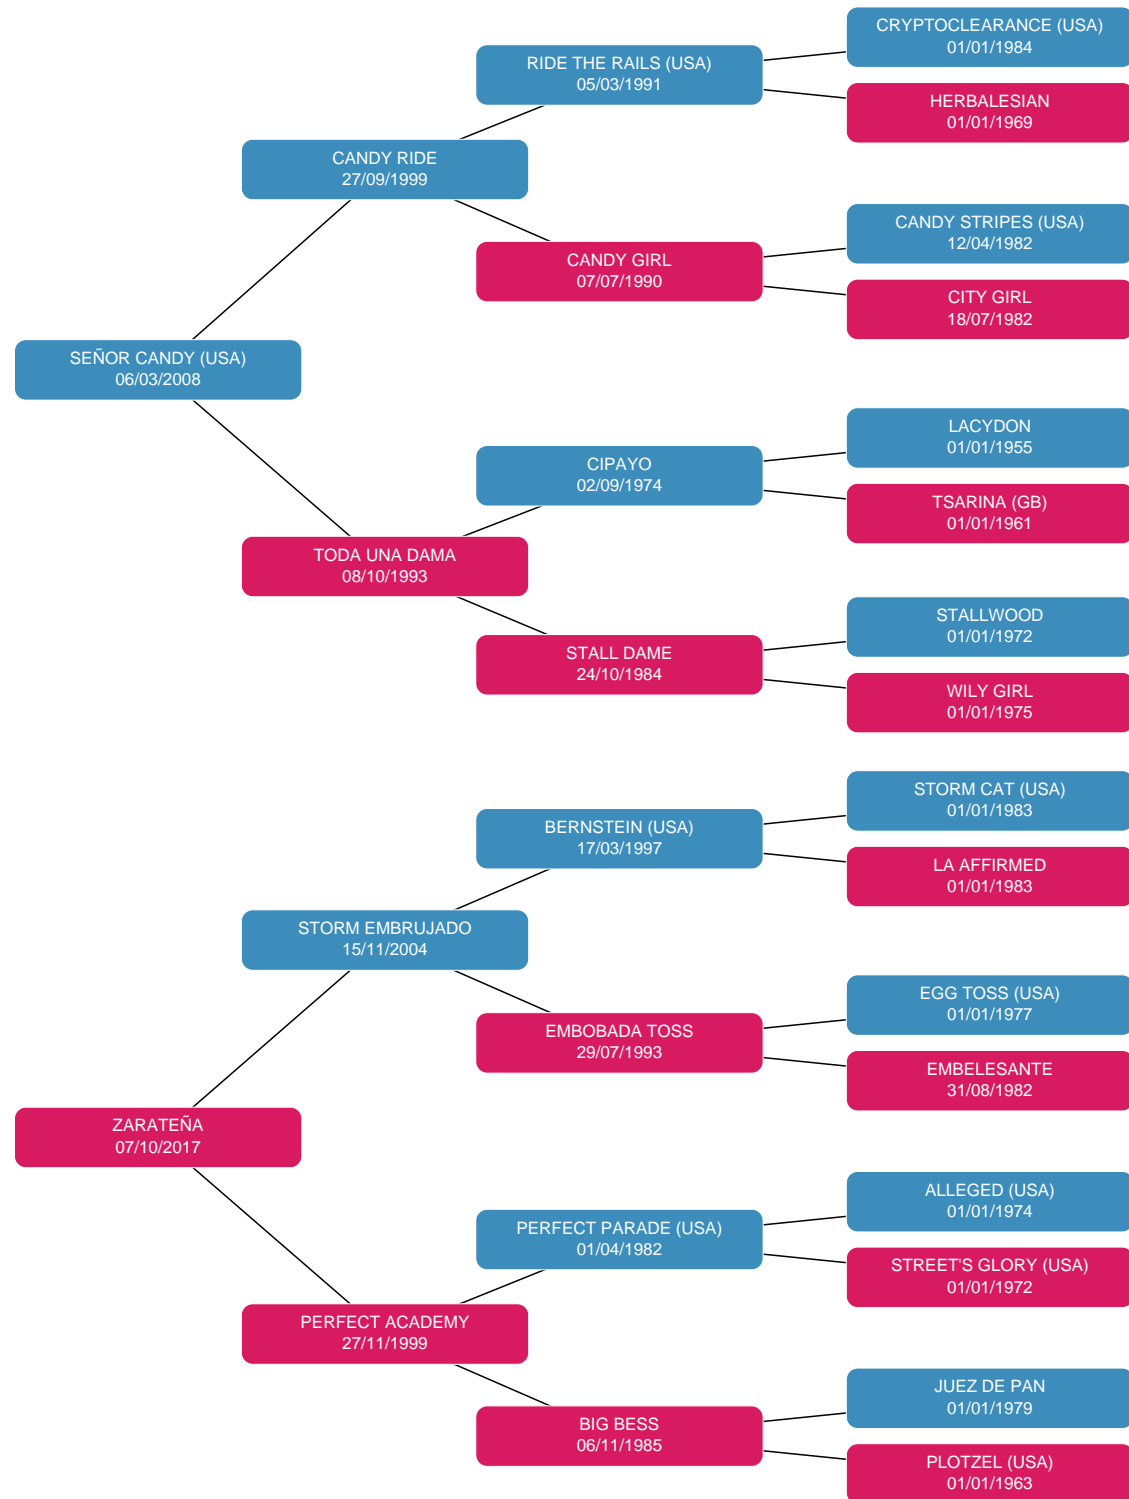 CRYPTOCLEARANCE (USA)
01/01/1984
RIDE THE RAILS (USA)
05/03/1991
HERBALESIAN
01/01/1969
CANDY RIDE
27/09/1999
CANDY STRIPES (USA)
12/04/1982
CANDY GIRL
07/07/1990
CITY GIRL
18/07/1982
SEÑOR CANDY (USA)
06/03/2008
LACYDON
01/01/1955
CIPAYO
02/09/1974
TSARINA (GB)
01/01/1961
TODA UNA DAMA
08/10/1993
STALLWOOD
01/01/1972
STALL DAME
24/10/1984
WILY GIRL
01/01/1975
STORM CAT (USA)
01/01/1983
BERNSTEIN (USA)
17/03/1997
LA AFFIRMED
01/01/1983
STORM EMBRUJADO
15/11/2004
EGG TOSS (USA)
01/01/1977
EMBOBADA TOSS
29/07/1993
EMBELESANTE
31/08/1982
ZARATEÑA
07/10/2017
ALLEGED (USA)
01/01/1974
PERFECT PARADE (USA)
01/04/1982
STREET'S GLORY (USA)
01/01/1972
PERFECT ACADEMY
27/11/1999
JUEZ DE PAN
01/01/1979
BIG BESS
06/11/1985
PLOTZEL (USA)
01/01/1963